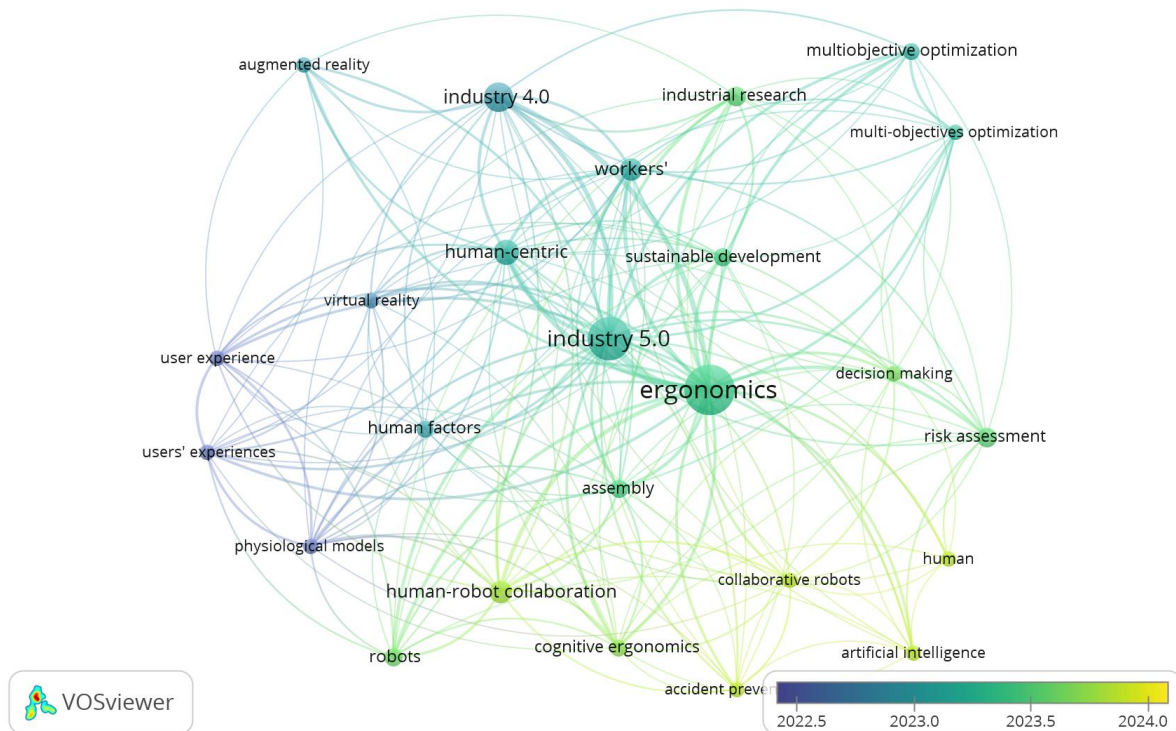 multiobjective optimization
augmented reality
industry 4.0
industrial research
multi-objectives optimization
workers'
human-centric
sustainable development
virtual reality
industry 5.0
user experience
decision making
ergonomics
human factors
risk assessment
users' experiences
assembly
physiological models
human
collaborative robots
human-robot collaboration
cognitive ergonomics
artificial intelligence
robots
accident preven
VOSviewer
2022.5 2023.0 2023.5 2024.0